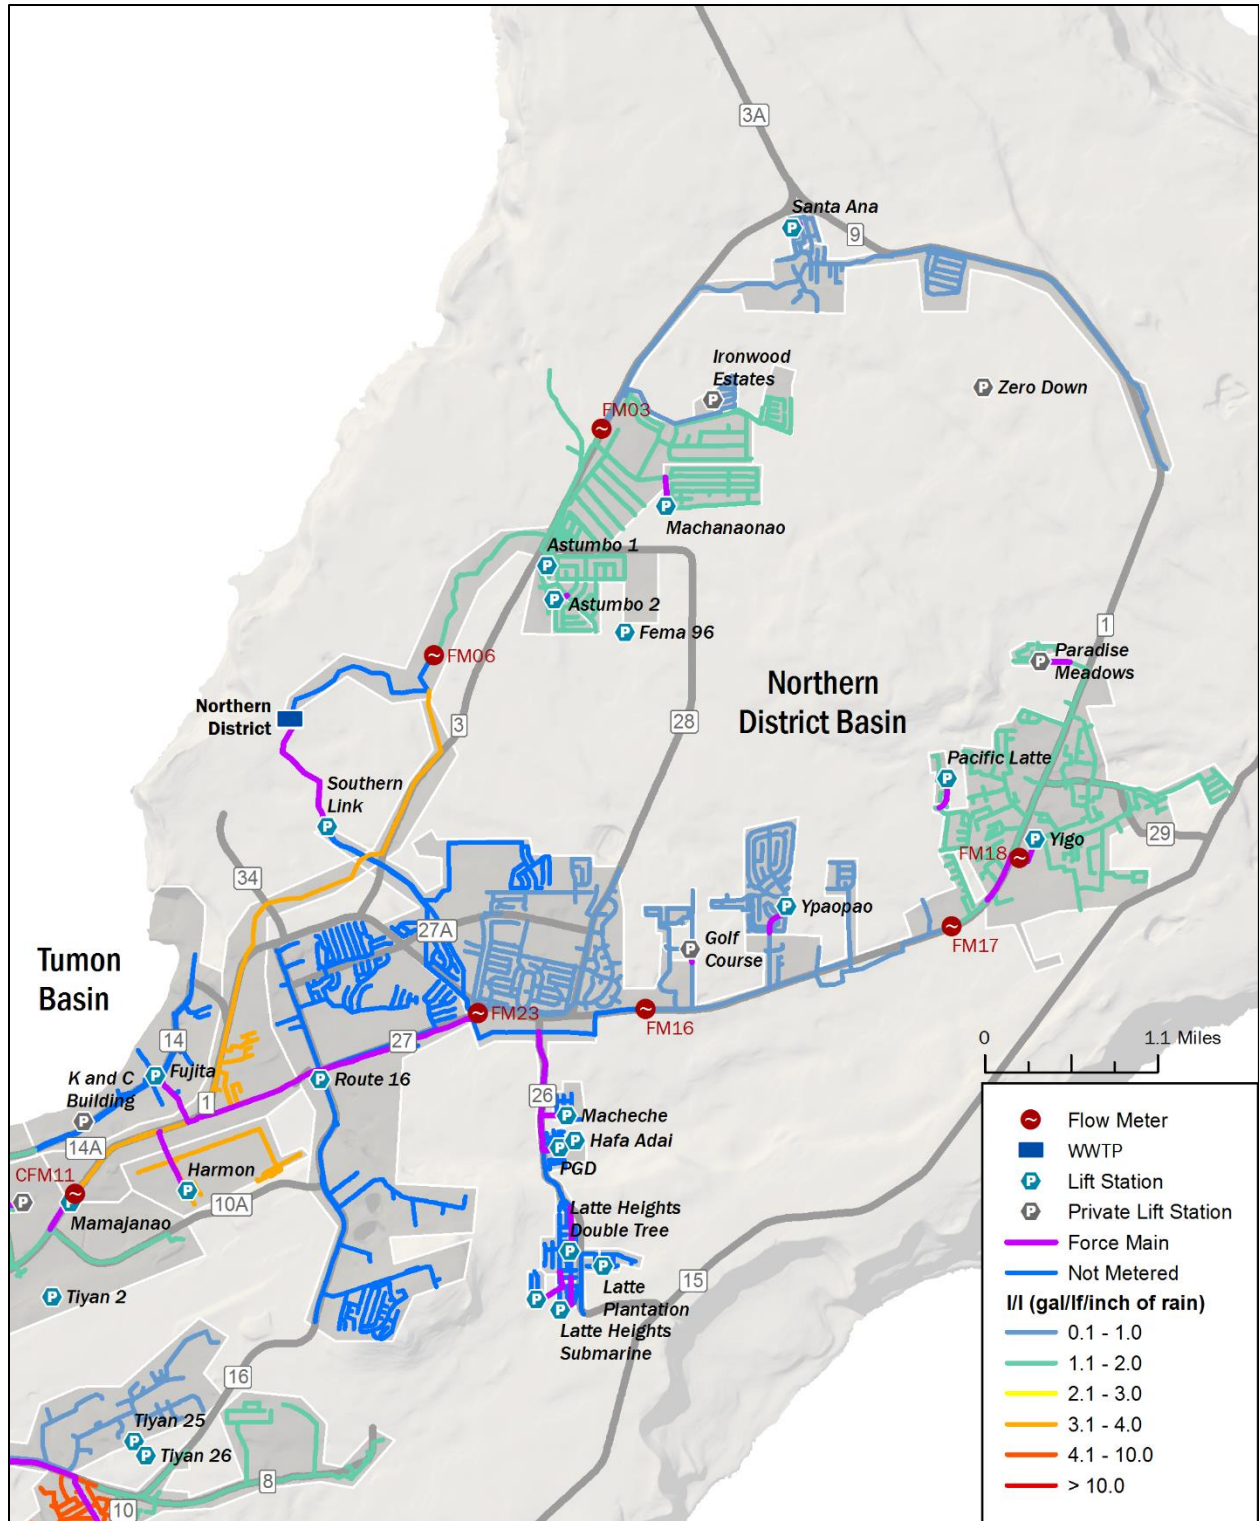 3A
Santa Ana
9
Ironwood
Estates
Zero Down
FM03
Machanaonao
Astumbo 1
Astumbo 2
Fema 96
1
FM06
Paradise
Meadows
Northern
District Basin
Northern
District
3
28
Pacific Latte
Southern
Link
Yigo
29
FM18
34
Ypaopao
27A
FM17
Golf
Course
Tumon
Basin
FM23
FM16
14
27
0
1.1 Miles
Fujita
K and C
Building
Route 16
1
26
Macheche
Hafa Adai
PGD
14A
CFM11
Harmon
10A
Mamajanao
Latte Heights
Double Tree
15
Tiyan 2
Latte
Plantation
Latte Heights
Submarine
16
Tiyan 25
Tiyan 26
8
10
P
Flow Meter
WWTP
Lift Station
Private Lift Station
Force Main
Not Metered
I/I (gal/lf/inch of rain)
0.1 - 1.0
1.1 - 2.0
2.1 - 3.0
3.1 - 4.0
4.1 - 10.0
> 10.0